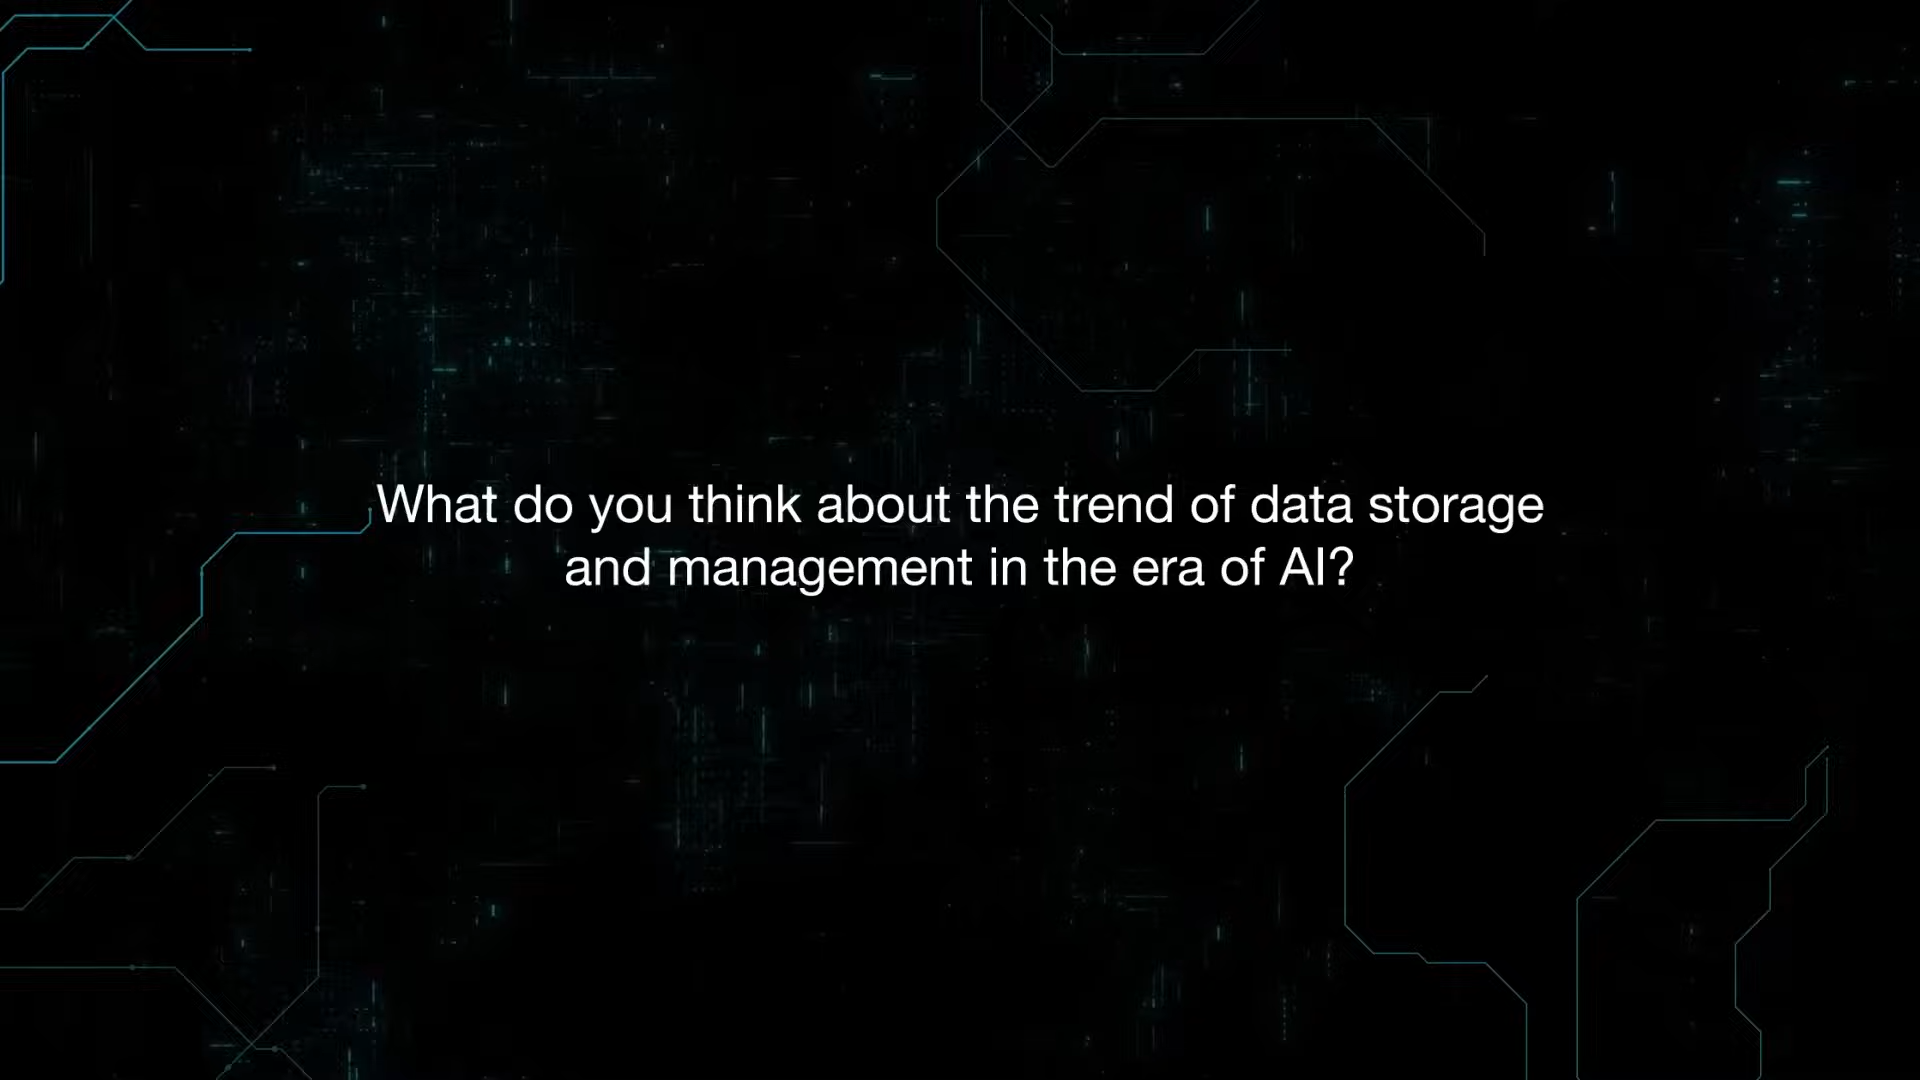 What do you think about the trend of data storage
and management in the era of AI?